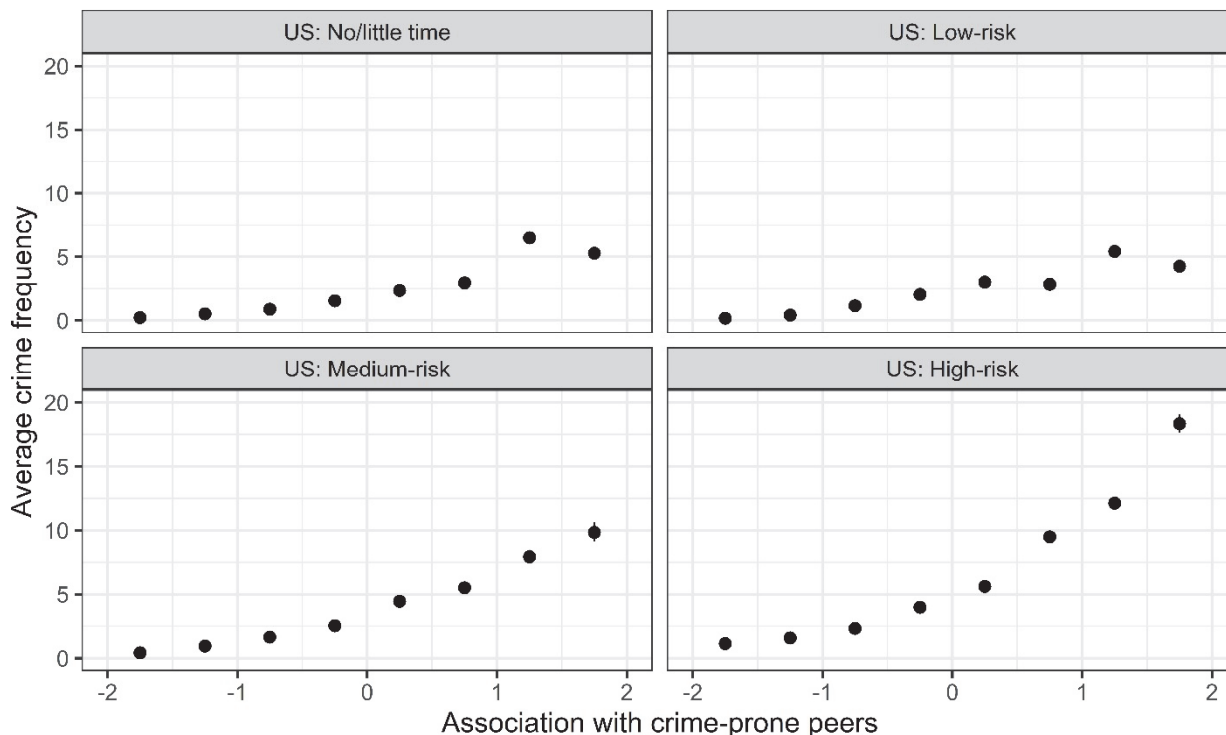 US: No/little time
US: Low-risk
20
15
10
5
0
US: Medium-risk
US: High-risk
20
15
10
5
0
Average crime frequency
-2 -1 0 1 2
-2 -1 0 1 2
Association with crime-prone peers